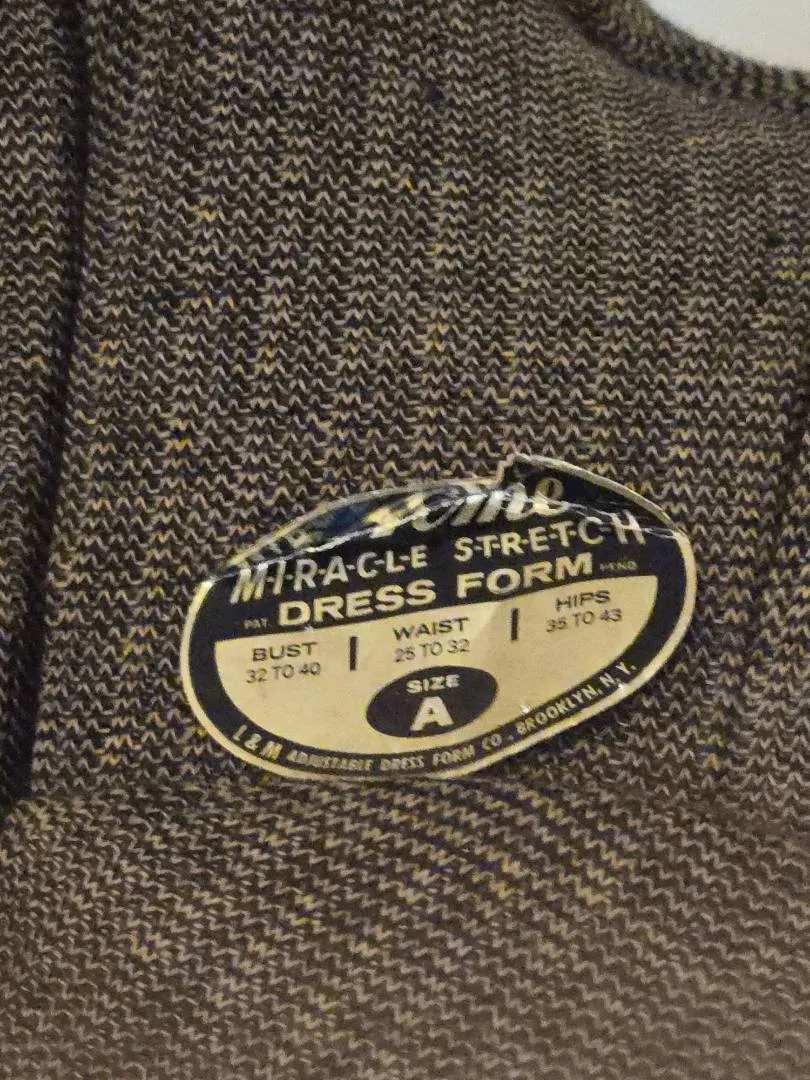 MIRACLE STRETCH
PAT. DRESS FORM PEND
BUST | WAIST | HIPS
32 TO 40 25 TO 32 35 TO 43
SIZE
A
L & M ADJUSTABLE DRESS FORM CO., BROOKLYN, N.Y.